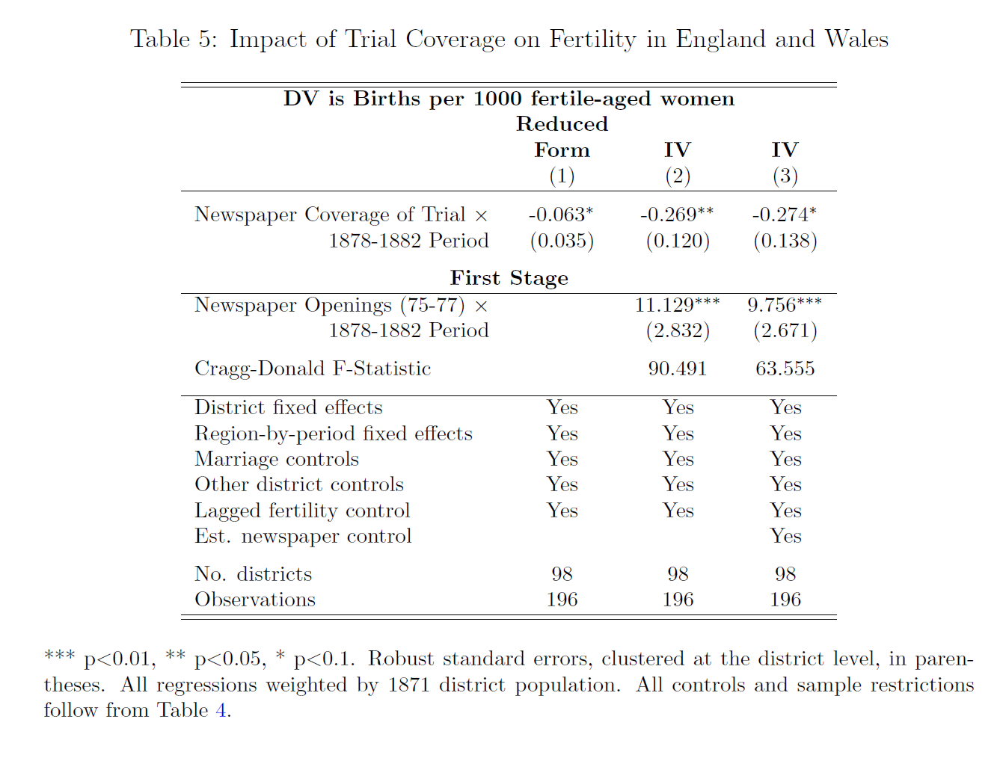 Table 5: Impact of Trial Coverage on Fertility in England and Wales
DV is Births per 1000 fertile-aged women
Reduced
Form IV IV
(1) (2) (3)
Newspaper Coverage of Trial × -0.063* -0.269** -0.274*
1878-1882 Period (0.035) (0.120) (0.138)
First Stage
Newspaper Openings (75-77) × 11.129*** 9.756***
1878-1882 Period (2.832) (2.671)
Cragg-Donald F-Statistic 90.491 63.555
District fixed effects Yes Yes Yes
Region-by-period fixed effects Yes Yes Yes
Marriage controls Yes Yes Yes
Other district controls Yes Yes Yes
Lagged fertility control Yes Yes Yes
Est. newspaper control Yes
No. districts 98 98 98
Observations 196 196 196
*** p<0.01, ** p<0.05, * p<0.1. Robust standard errors, clustered at the district level, in paren-
theses. All regressions weighted by 1871 district population. All controls and sample restrictions
follow from Table 4.